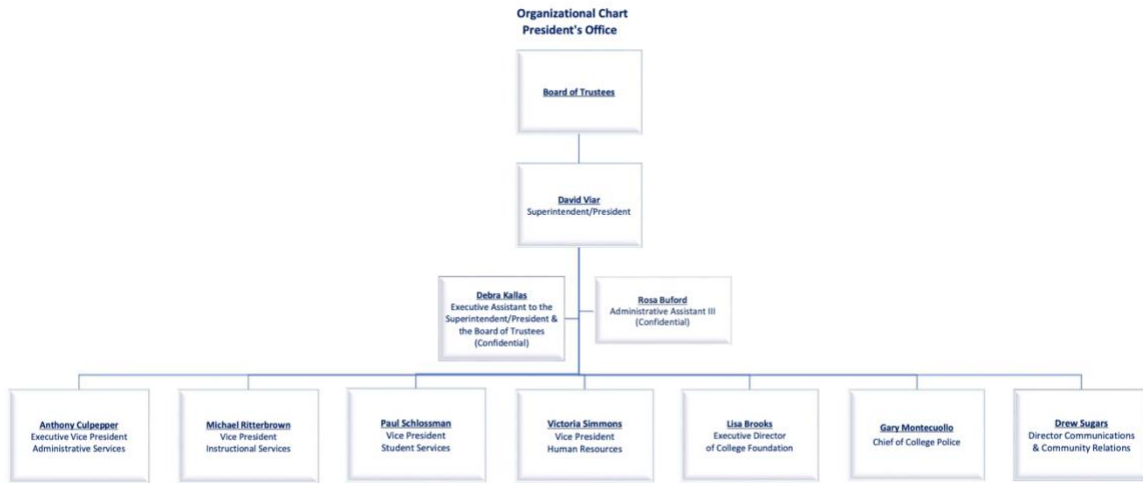 Organizational Chart
President's Office
Board of Trustees
David Viar
Superintendent/President
Debra Kallas
Executive Assistant to the
Superintendent/President &
the Board of Trustees
(Confidential)
Rosa Buford
Administrative Assistant III
(Confidential)
Anthony Culpepper
Executive Vice President
Administrative Services
Michael Ritterbrown
Vice President
Instructional Services
Paul Schlossman
Vice President
Student Services
Victoria Simmons
Vice President
Human Resources
Lisa Brooks
Executive Director
of College Foundation
Gary Montecuollo
Chief of College Police
Drew Sugars
Director Communications
& Community Relations